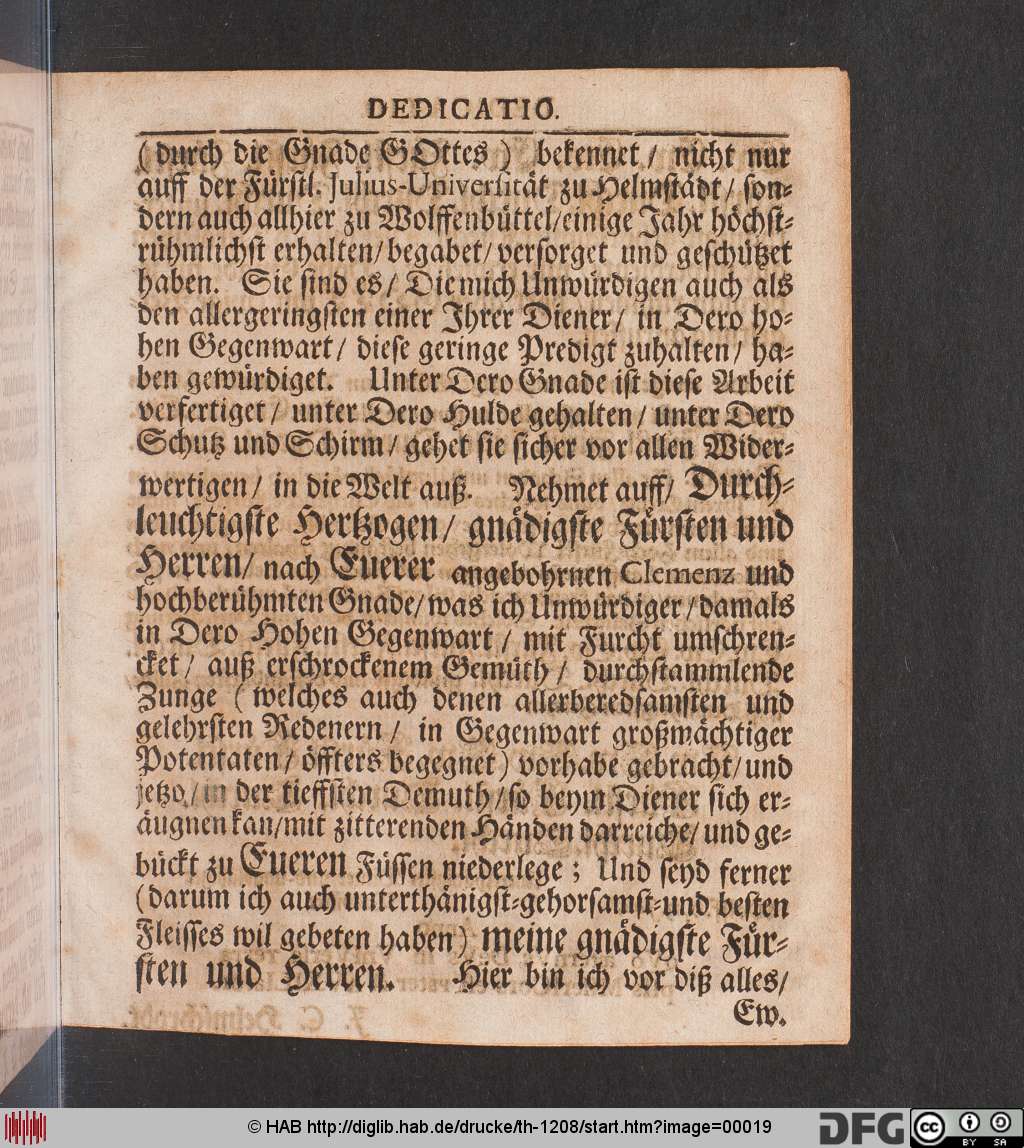 DEDICATIO.
(durch die Gnade GOttes) bekennet/ nicht nur
auff der Fürstl. Julius-Universität zu Helmstädt/ son-
dern auch allhier zu Wolffenbüttel/einige Jahr höchst-
rühmlichst erhalten/ begabet/ versorget und geschützet
haben. Sie sind es/ Die mich Unwürdigen auch als
den allergeringsten einer Ihrer Diener/ in Dero ho-
hen Gegenwart/ diese geringe Predigt zuhalten/ ha-
ben gewürdiget. Unter Dero Gnade ist diese Arbeit
verfertiget/ unter Dero Hulde gehalten/ unter Dero
Schutz und Schirm/ gehet sie sicher vor allen Wider-
wertigen/ in die Welt auß. Nehmet auff/ Durch-
leuchtigste Hertzogen/ gnädigste Fürsten und
Herren/ nach Euerer angebohrnen Clemenz und
hochberühmten Gnade/ was ich Unwürdiger/ damals
in Dero Hohen Gegenwart/ mit Furcht umschren-
cket/ auß erschrockenem Gemüth/ durchstammlende
Zunge (welches auch denen allerberedsamsten und
gelehrsten Redenern/ in Gegenwart großmächtiger
Potentaten/ öffters begegnet) vorhabe gebracht/ und
jetzo/ in der tieffsten Demuth/ so beym Diener sich er-
äugnen kan/mit zitterenden Händen darreiche/ und ge-
bückt zu Eueren Füssen niederlege; Und seyd ferner
(darum ich auch unterthänigst-gehorsamst-und besten
Fleisses wil gebeten haben) meine gnädigste Für-
sten und Herren. Hier bin ich vor diß alles/
Ew.
© HAB http://diglib.hab.de/drucke/th-1208/start.htm?image=00019
DFG
CC BY SA